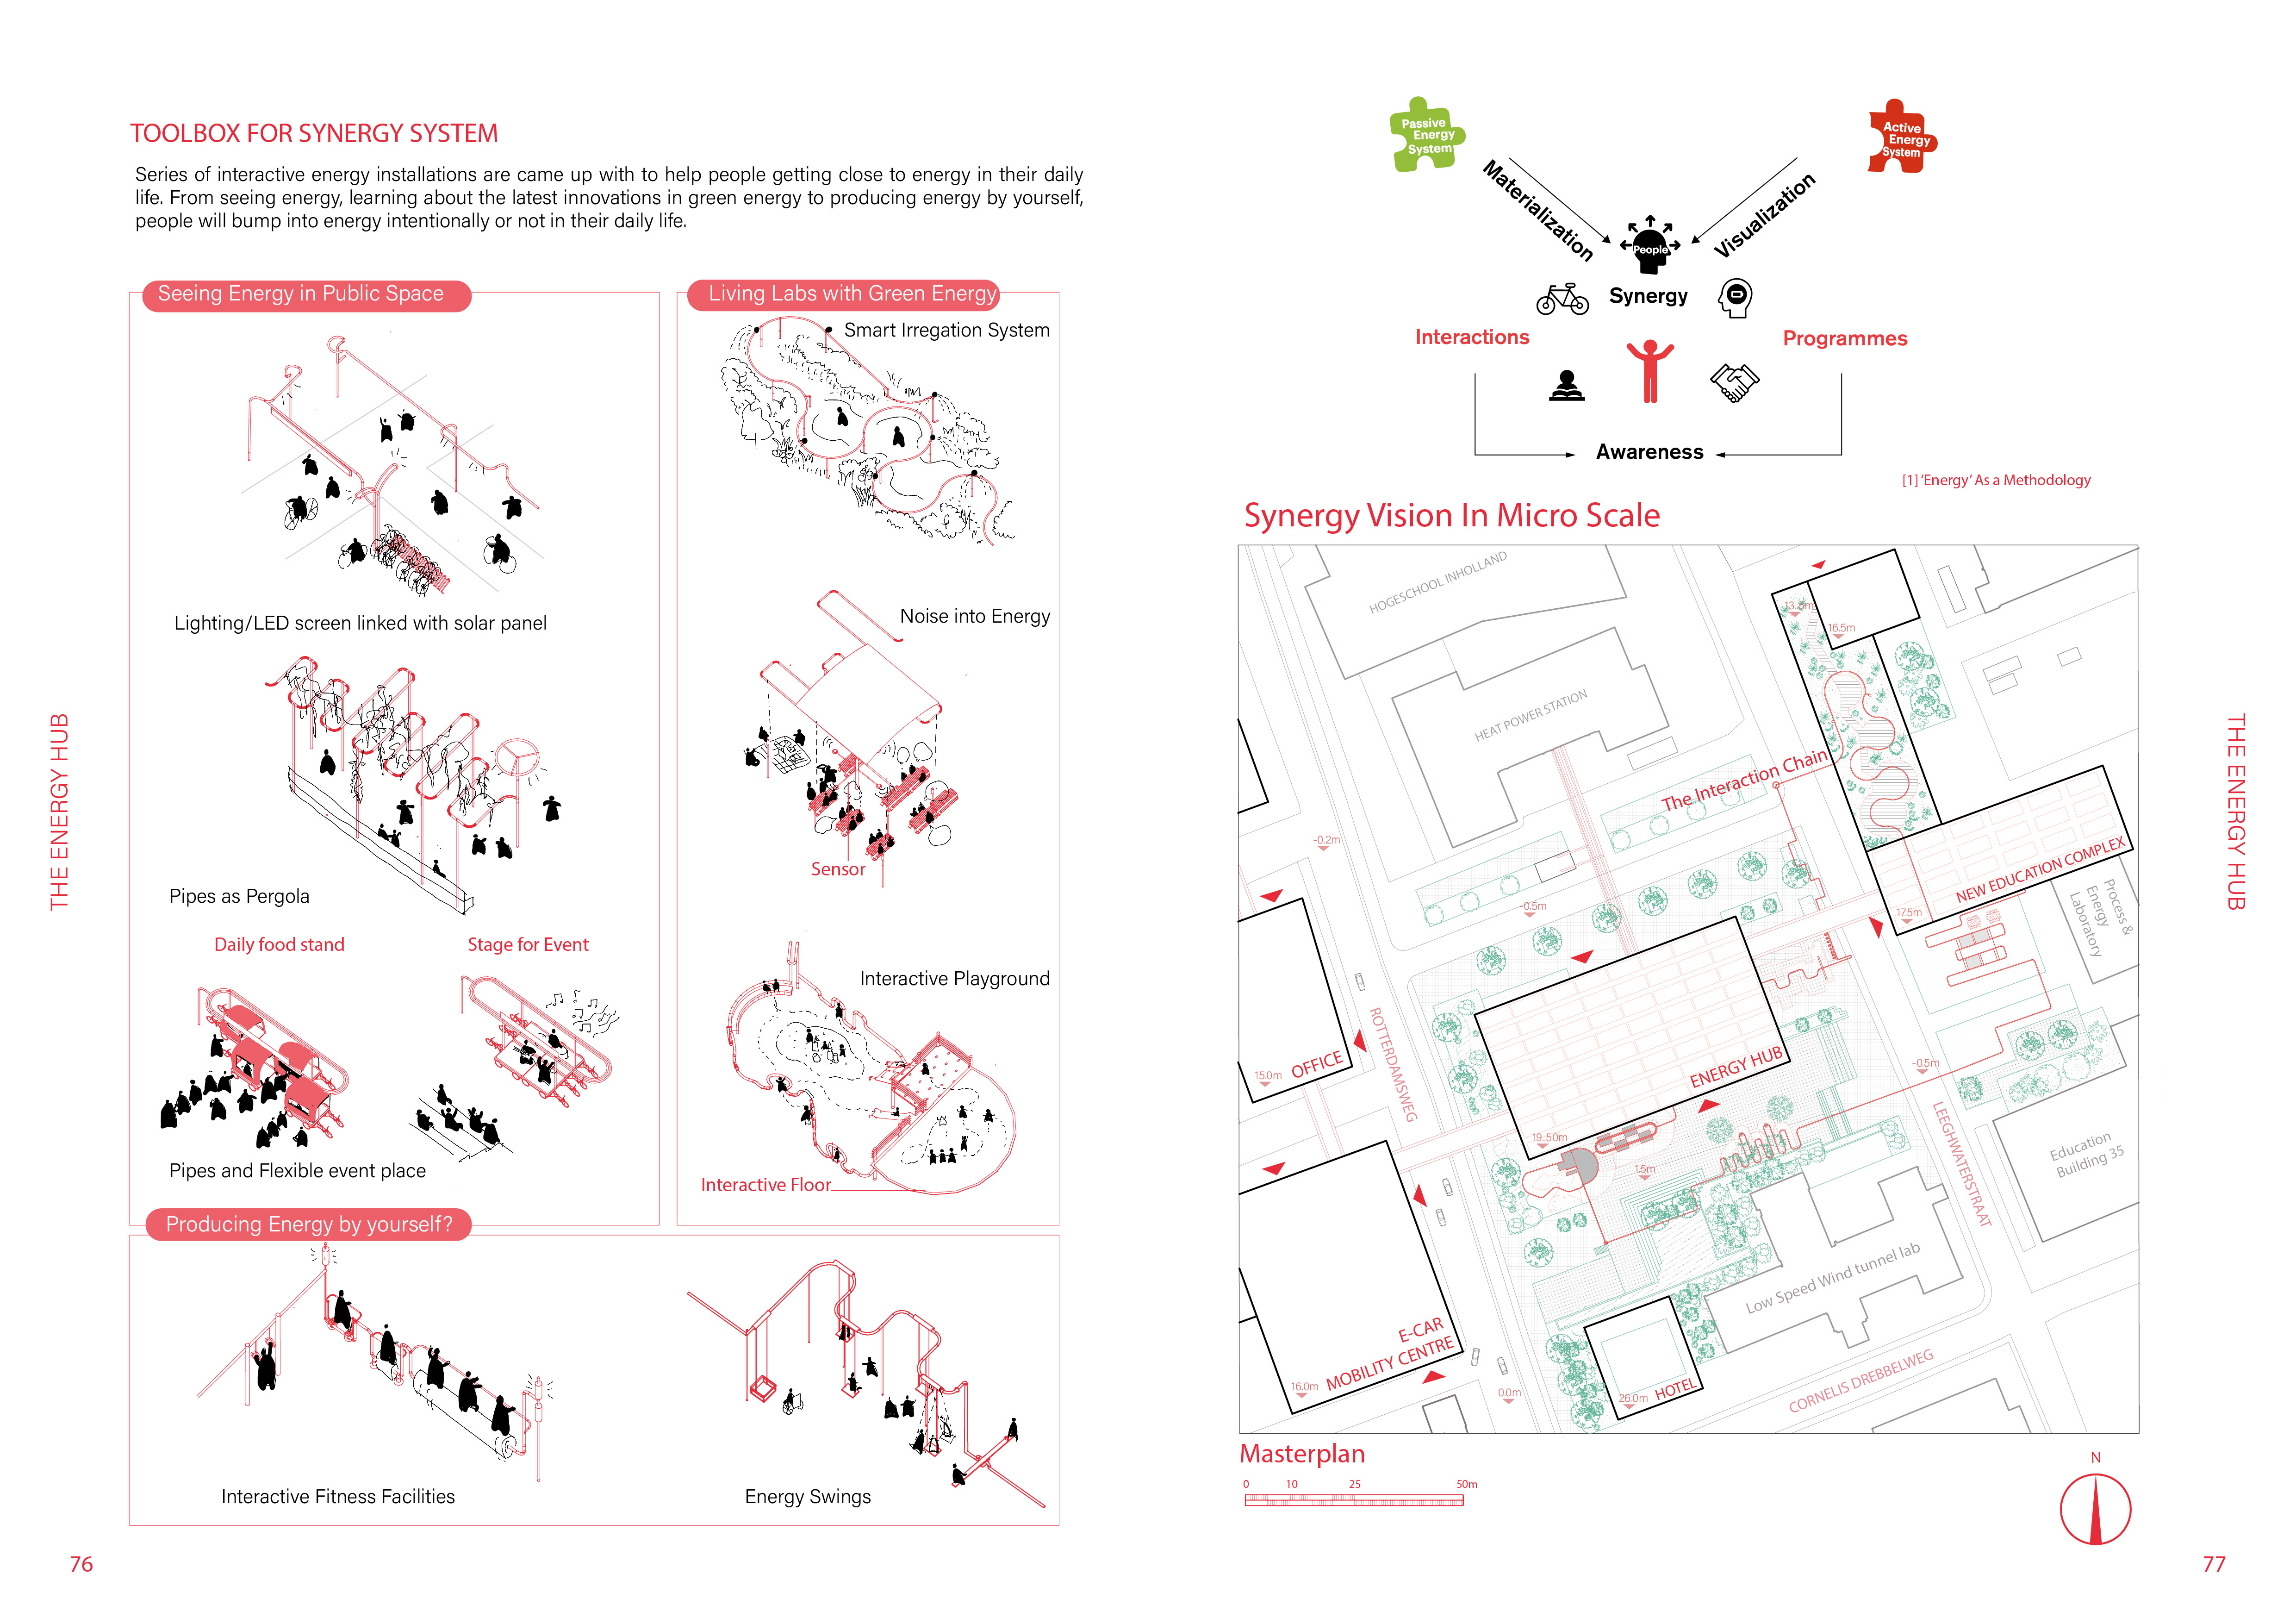 TOOLBOX FOR SYNERGY SYSTEM
Series of interactive energy installations are came up with to help people getting close to energy in their daily
life. From seeing energy, learning about the latest innovations in green energy to producing energy by yourself,
people will bump into energy intentionally or not in their daily life.
Seeing Energy in Public Space
Lighting/LED screen linked with solar panel
Pipes as Pergola
Daily food stand
Stage for Event
Pipes and Flexible event place
Living Labs with Green Energy
Smart Irregation System
Noise into Energy
Sensor
Interactive Playground
Interactive Floor
Producing Energy by yourself?
Interactive Fitness Facilities
Energy Swings
THE ENERGY HUB
76
Passive
Energy
System
Active
Energy
System
Materialization
Visualization
People
Synergy
Interactions
Programmes
Awareness
[1] 'Energy' As a Methodology
Synergy Vision In Micro Scale
HOGESCHOOL INHOLLAND
HEAT POWER STATION
13.5m
16.5m
The Interaction Chain
-0.2m
-0.5m
NEW EDUCATION COMPLEX
17.5m
Process &
Energy
Laboratory
ROTTERDAMSWEG
15.0m
OFFICE
ENERGY HUB
19.50m
1.5m
-0.5m
LEEGHWATERSTRAAT
Education
Building 35
Low Speed Wind tunnel lab
E-CAR
MOBILITY CENTRE
16.0m
0.0m
26.0m
HOTEL
CORNELIS DREBBELWEG
Masterplan
0
10
25
50m
N
THE ENERGY HUB
77